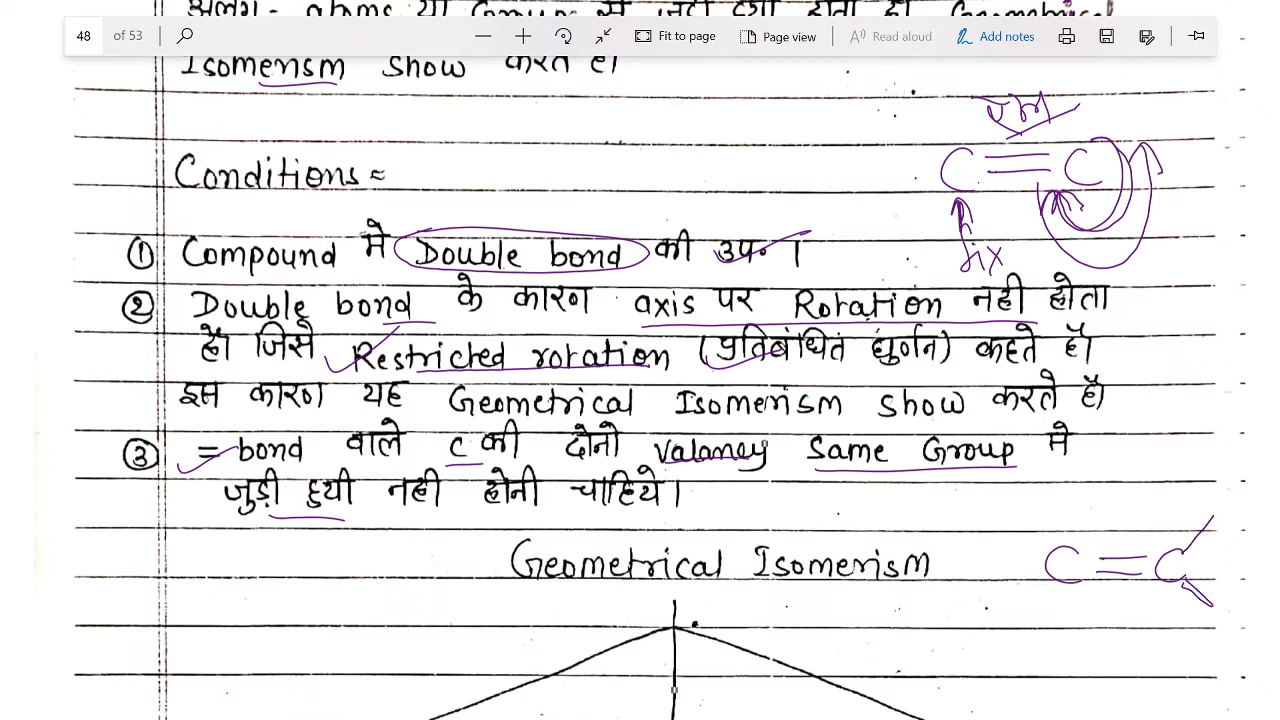 48 of 53 Fit to page Page view Read aloud Add notes
Isomerism show करते है।
Conditions =
① Compound मे Double bond की उप॰ ।
② Double bond के कारण axis पर Rotation नही होता
है। जिसे Restricted rotation (प्रतिबंधित घुर्णन) कहते है।
इस कारण यह Geometrical Isomerism show करते है।
③ = bond वाले C की दोनो Valancy Same Group मे
जुड़ी हुयी नही होनी चाहिये।
Geometrical Isomerism
C = C
fix
C = C